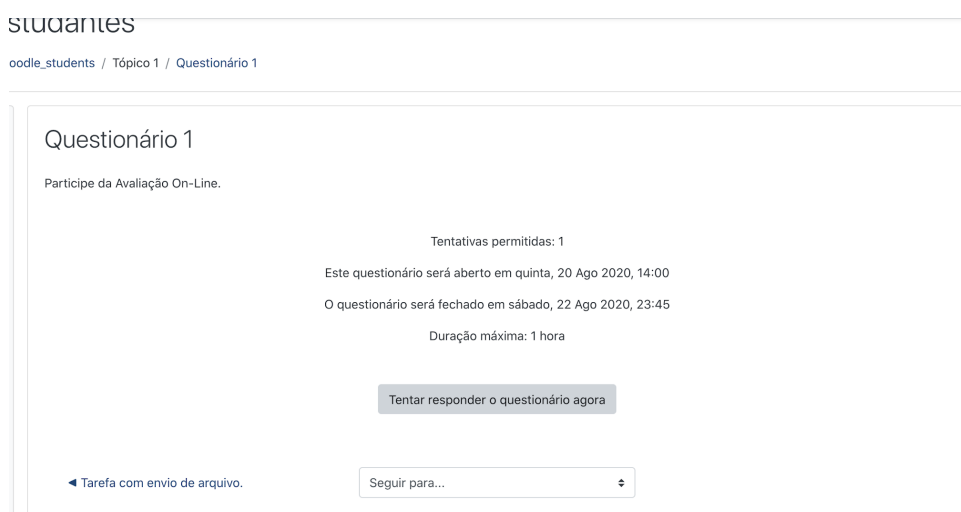 studantes
oodle_students / Tópico 1 / Questionário 1
Questionário 1
Participe da Avaliação On-Line.
Tentativas permitidas: 1
Este questionário será aberto em quinta, 20 Ago 2020, 14:00
O questionário será fechado em sábado, 22 Ago 2020, 23:45
Duração máxima: 1 hora
Tentar responder o questionário agora
◄ Tarefa com envio de arquivo.
Seguir para...